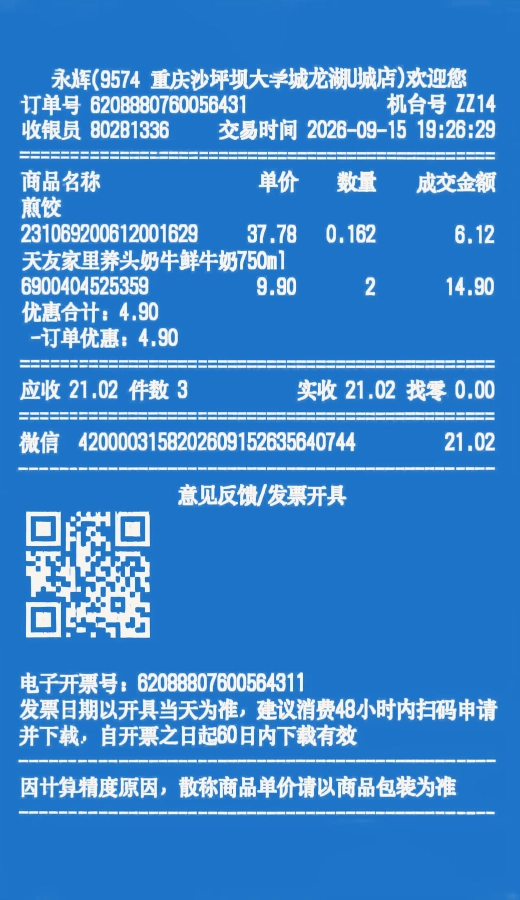 永辉(9574 重庆沙坪坝大学城龙湖U城店)欢迎您
订单号 6208880760056431 机台号 ZZ14
收银员 80281336 交易时间 2026-09-15 19:26:29
商品名称 单价 数量 成交金额
煎饺
231069200612001629 37.78 0.162 6.12
天友家里养头奶牛鲜牛奶750ml
6900404525359 9.90 2 14.90
优惠合计：4.90
-订单优惠：4.90
应收 21.02 件数 3 实收 21.02 找零 0.00
微信 4200003158202609152635640744 21.02
意见反馈/发票开具
电子开票号：62088807600564311
发票日期以开具当天为准，建议消费48小时内扫码申请
并下载，自开票之日起60日内下载有效
因计算精度原因，散称商品单价请以商品包装为准